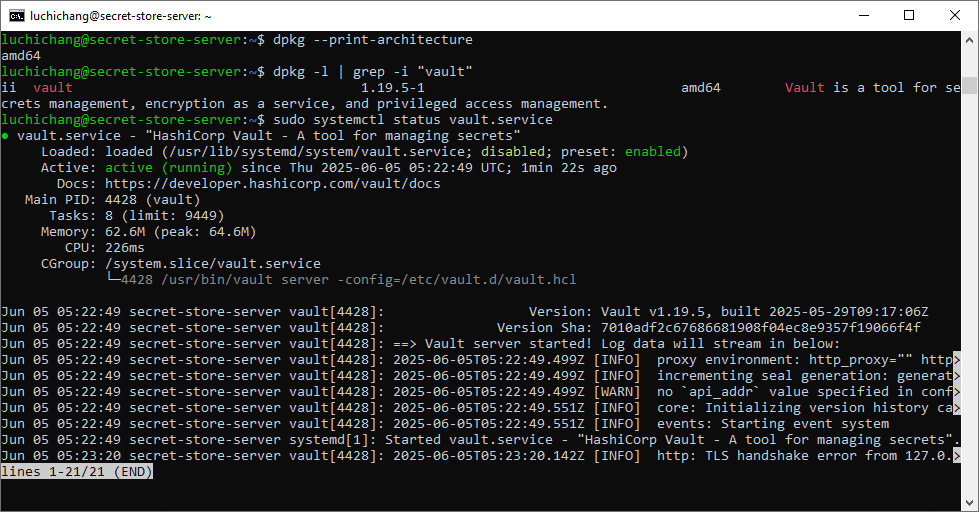 luchichang@secret-store-server: ~
luchichang@secret-store-server:~$ dpkg --print-architecture
amd64
luchichang@secret-store-server:~$ dpkg -l | grep -i "vault"
ii  vault                                    1.19.5-1                                amd64        Vault is a tool for se
crets management, encryption as a service, and privileged access management.
luchichang@secret-store-server:~$ sudo systemctl status vault.service
● vault.service - "HashiCorp Vault - A tool for managing secrets"
     Loaded: loaded (/usr/lib/systemd/system/vault.service; disabled; preset: enabled)
     Active: active (running) since Thu 2025-06-05 05:22:49 UTC; 1min 22s ago
       Docs: https://developer.hashicorp.com/vault/docs
   Main PID: 4428 (vault)
      Tasks: 8 (limit: 9449)
     Memory: 62.6M (peak: 64.6M)
        CPU: 226ms
     CGroup: /system.slice/vault.service
             └─4428 /usr/bin/vault server -config=/etc/vault.d/vault.hcl
Jun 05 05:22:49 secret-store-server vault[4428]:                  Version: Vault v1.19.5, built 2025-05-29T09:17:06Z
Jun 05 05:22:49 secret-store-server vault[4428]:              Version Sha: 7010adf2c67686681908f04ec8e9357f19066f4f
Jun 05 05:22:49 secret-store-server vault[4428]: ==> Vault server started! Log data will stream in below:
Jun 05 05:22:49 secret-store-server vault[4428]: 2025-06-05T05:22:49.499Z [INFO]  proxy environment: http_proxy="" http>
Jun 05 05:22:49 secret-store-server vault[4428]: 2025-06-05T05:22:49.499Z [INFO]  incrementing seal generation: generat>
Jun 05 05:22:49 secret-store-server vault[4428]: 2025-06-05T05:22:49.499Z [WARN]  no `api_addr` value specified in conf>
Jun 05 05:22:49 secret-store-server vault[4428]: 2025-06-05T05:22:49.551Z [INFO]  core: Initializing version history ca>
Jun 05 05:22:49 secret-store-server vault[4428]: 2025-06-05T05:22:49.551Z [INFO]  events: Starting event system
Jun 05 05:22:49 secret-store-server systemd[1]: Started vault.service - "HashiCorp Vault - A tool for managing secrets".
Jun 05 05:23:20 secret-store-server vault[4428]: 2025-06-05T05:23:20.142Z [INFO]  http: TLS handshake error from 127.0.>
lines 1-21/21 (END)